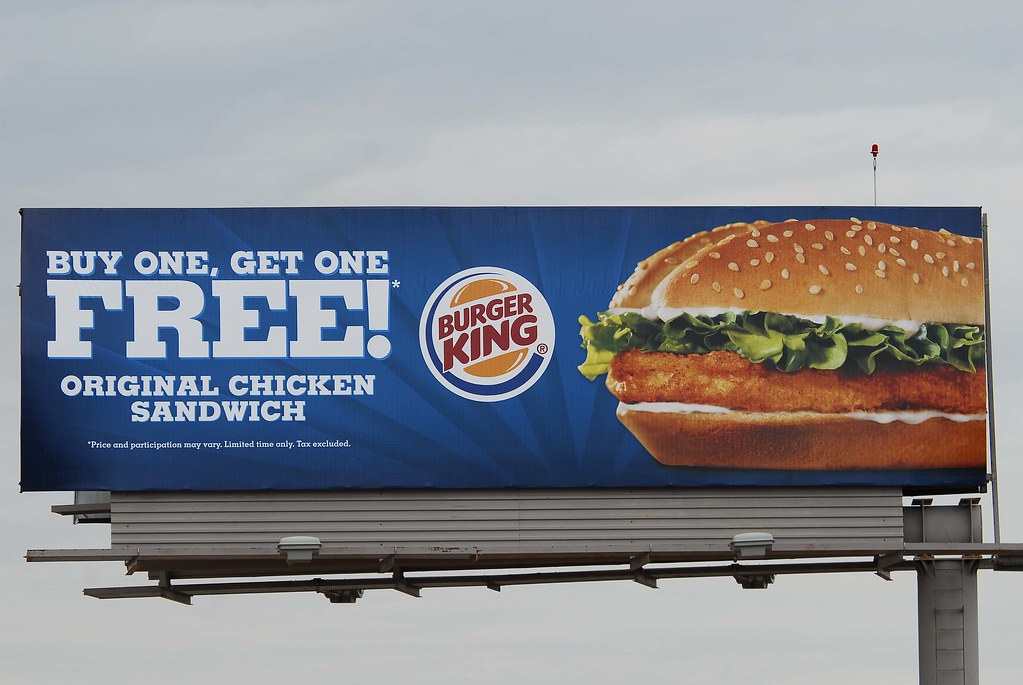 BUY ONE, GET ONE
FREE!*
ORIGINAL CHICKEN
SANDWICH
*Price and participation may vary. Limited time only. Tax excluded.
BURGER
KING®